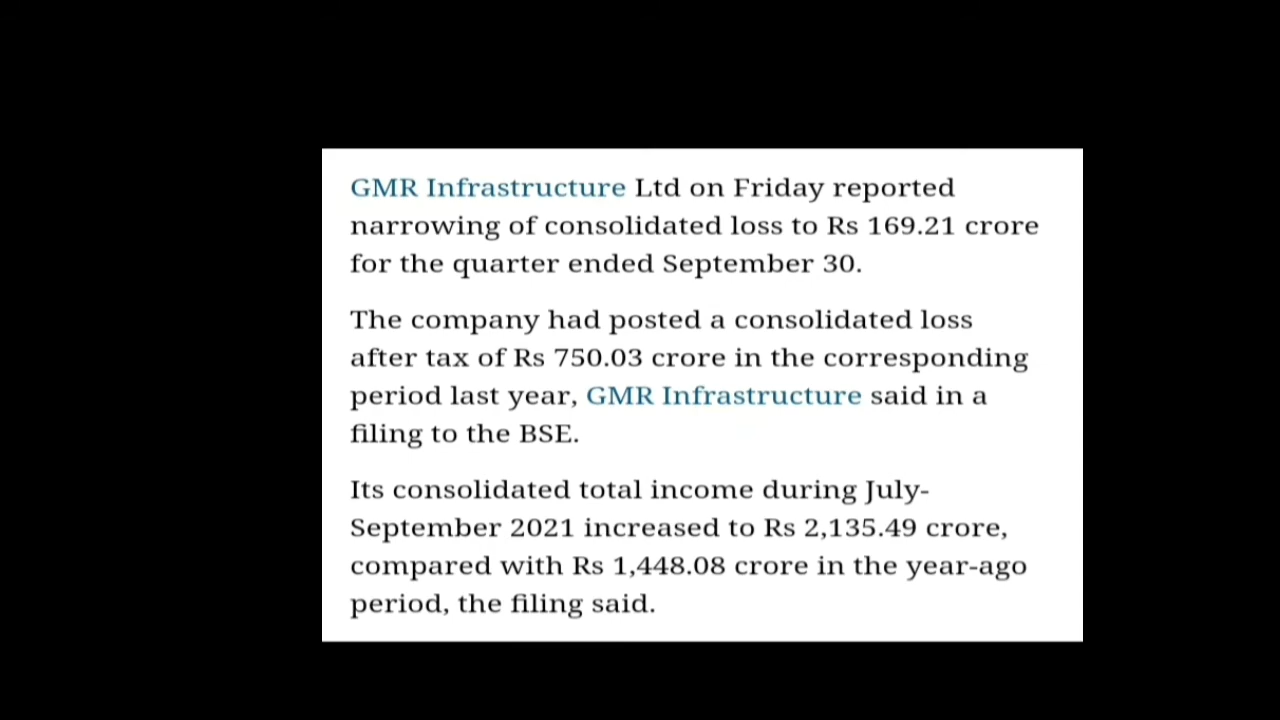 GMR Infrastructure Ltd on Friday reported
narrowing of consolidated loss to Rs 169.21 crore
for the quarter ended September 30.
The company had posted a consolidated loss
after tax of Rs 750.03 crore in the corresponding
period last year, GMR Infrastructure said in a
filing to the BSE.
Its consolidated total income during July-
September 2021 increased to Rs 2,135.49 crore,
compared with Rs 1,448.08 crore in the year-ago
period, the filing said.